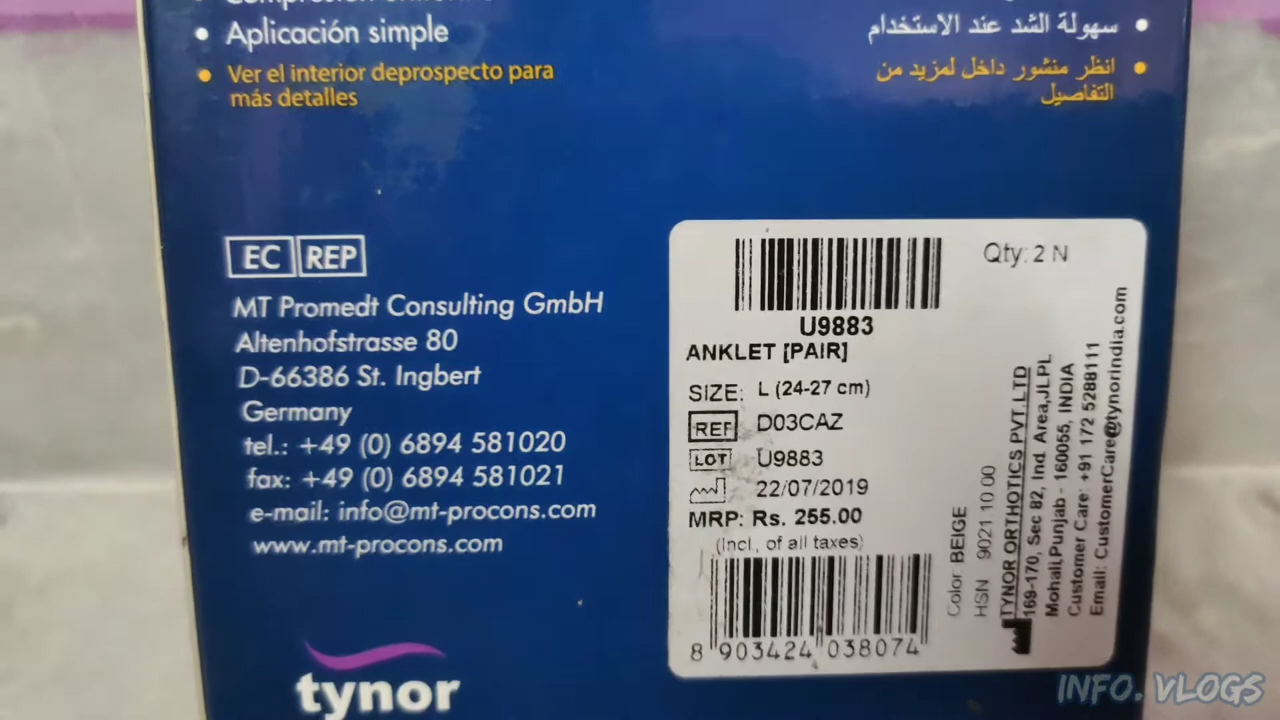 • Aplicación simple
• Ver el interior deprospecto para
más detalles
• سهولة الشد عند الاستخدام
• انظر منشور داخل لمزيد من
التفاصيل
EC REP
MT Promedt Consulting GmbH
Altenhofstrasse 80
D-66386 St. Ingbert
Germany
tel.: +49 (0) 6894 581020
fax: +49 (0) 6894 581021
e-mail: info@mt-procons.com
www.mt-procons.com
tynor
Qty: 2 N
U9883
ANKLET [PAIR]
SIZE: L (24-27 cm)
REF D03CAZ
LOT U9883
22/07/2019
MRP: Rs. 255.00
(Incl., of all taxes)
8 903424 038074
Color: BEIGE
HSN 9021 10 00
TYNOR ORTHOTICS PVT.LTD
169-170, Sec 82, Ind. Area,JLPL
Mohali,Punjab - 160055, INDIA
Customer Care: +91 172 5288111
Email: CustomerCare@tynorindia.com
INFO. VLOGS